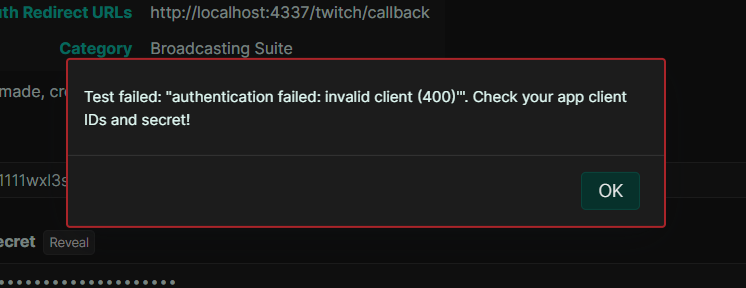 uth Redirect URLs http://localhost:4337/twitch/callback
Category Broadcasting Suite
made, cr
Test failed: "authentication failed: invalid client (400)'". Check your app client
IDs and secret!
1111wxl3s
OK
ecret Reveal